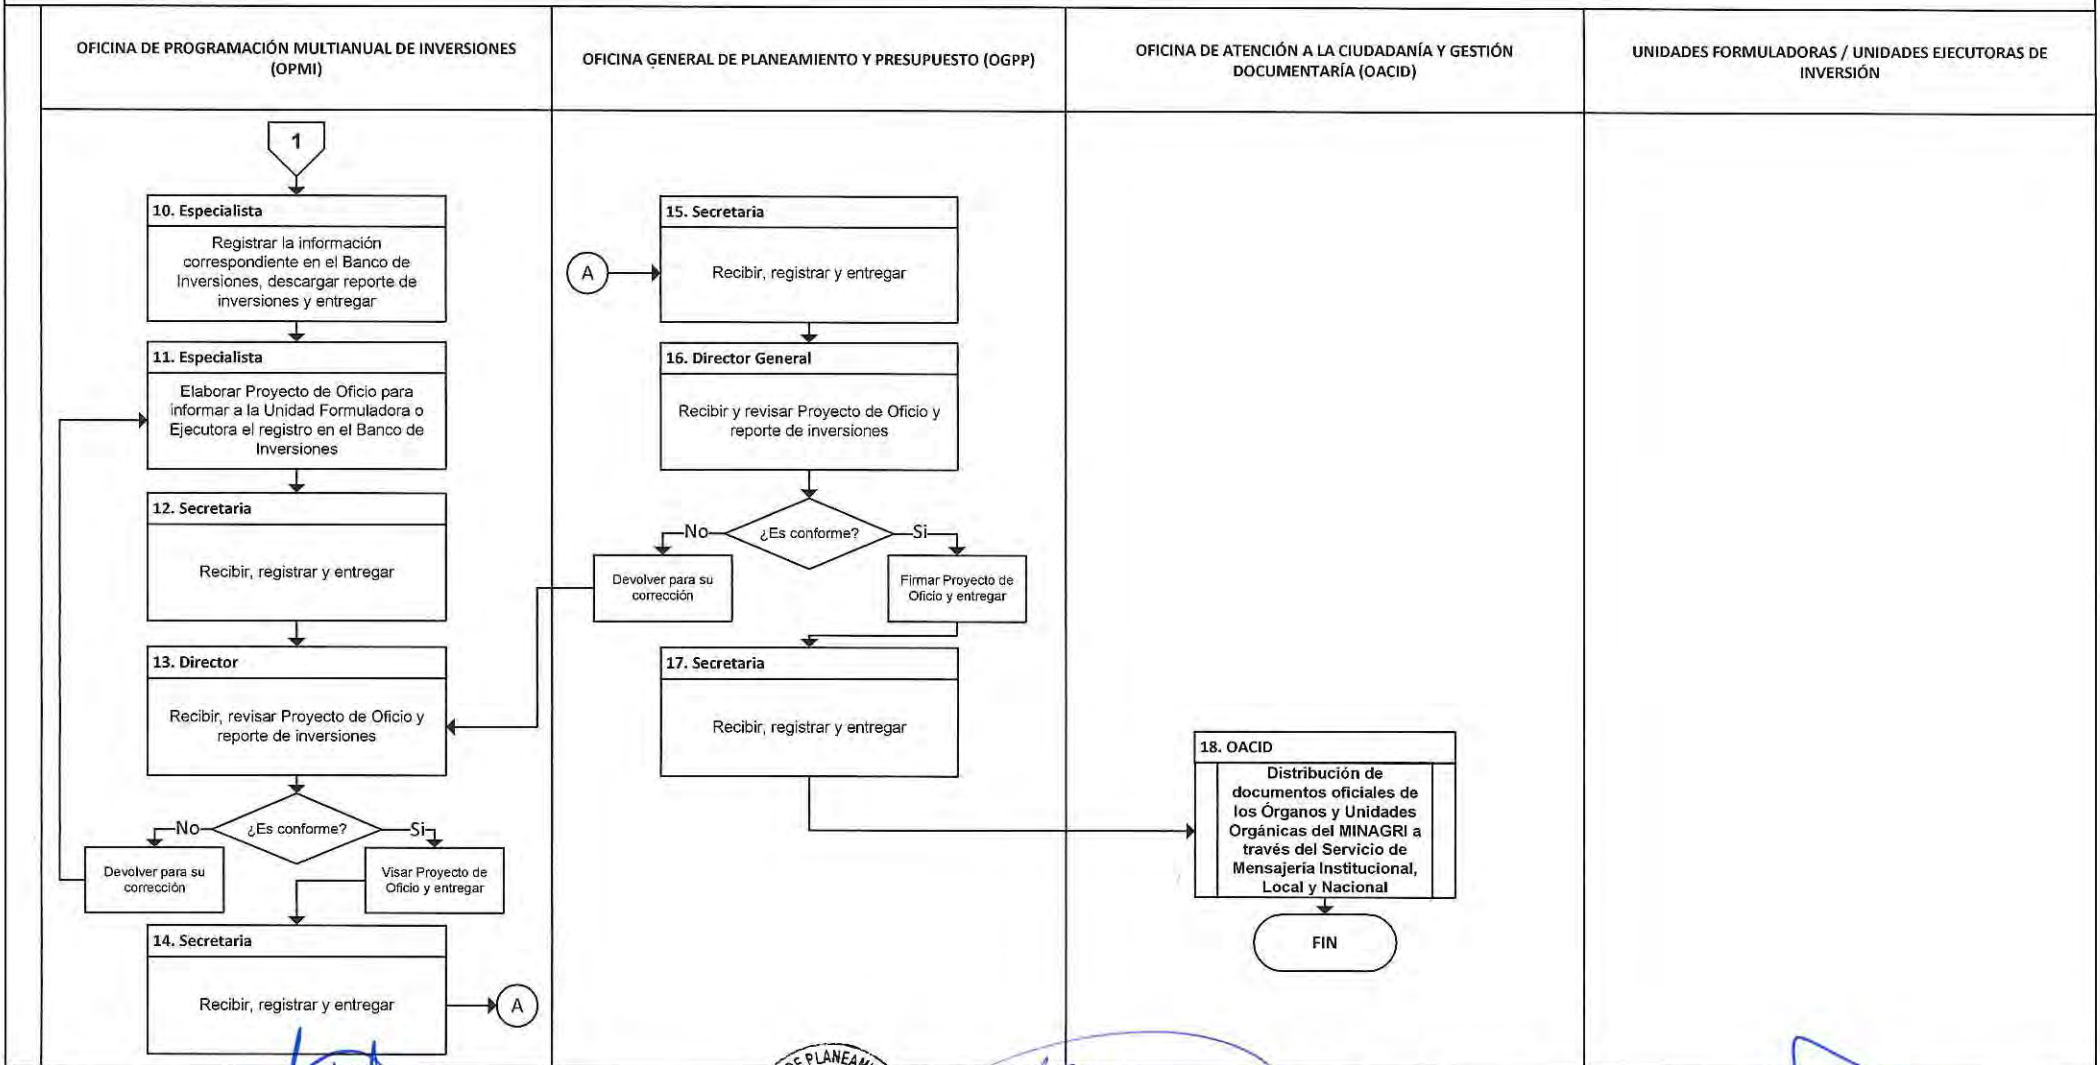 OFICINA DE PROGRAMACIÓN MULTIANUAL DE INVERSIONES
(OPMI)
OFICINA GENERAL DE PLANEAMIENTO Y PRESUPUESTO (OGPP)
OFICINA DE ATENCIÓN A LA CIUDADANÍA Y GESTIÓN
DOCUMENTARÍA (OACID)
UNIDADES FORMULADORAS / UNIDADES EJECUTORAS DE
INVERSIÓN
1
10. Especialista
Registrar la información
correspondiente en el Banco de
Inversiones, descargar reporte de
inversiones y entregar
11. Especialista
Elaborar Proyecto de Oficio para
informar a la Unidad Formuladora o
Ejecutora el registro en el Banco de
Inversiones
12. Secretaria
Recibir, registrar y entregar
13. Director
Recibir, revisar Proyecto de Oficio y
reporte de inversiones
¿Es conforme?
No
Si
Devolver para su
corrección
Visar Proyecto de
Oficio y entregar
14. Secretaria
Recibir, registrar y entregar
A
A
15. Secretaria
Recibir, registrar y entregar
16. Director General
Recibir y revisar Proyecto de Oficio y
reporte de inversiones
¿Es conforme?
No
Si
Devolver para su
corrección
Firmar Proyecto de
Oficio y entregar
17. Secretaria
Recibir, registrar y entregar
18. OACID
Distribución de
documentos oficiales de
los Órganos y Unidades
Orgánicas del MINAGRI a
través del Servicio de
Mensajería Institucional,
Local y Nacional
FIN